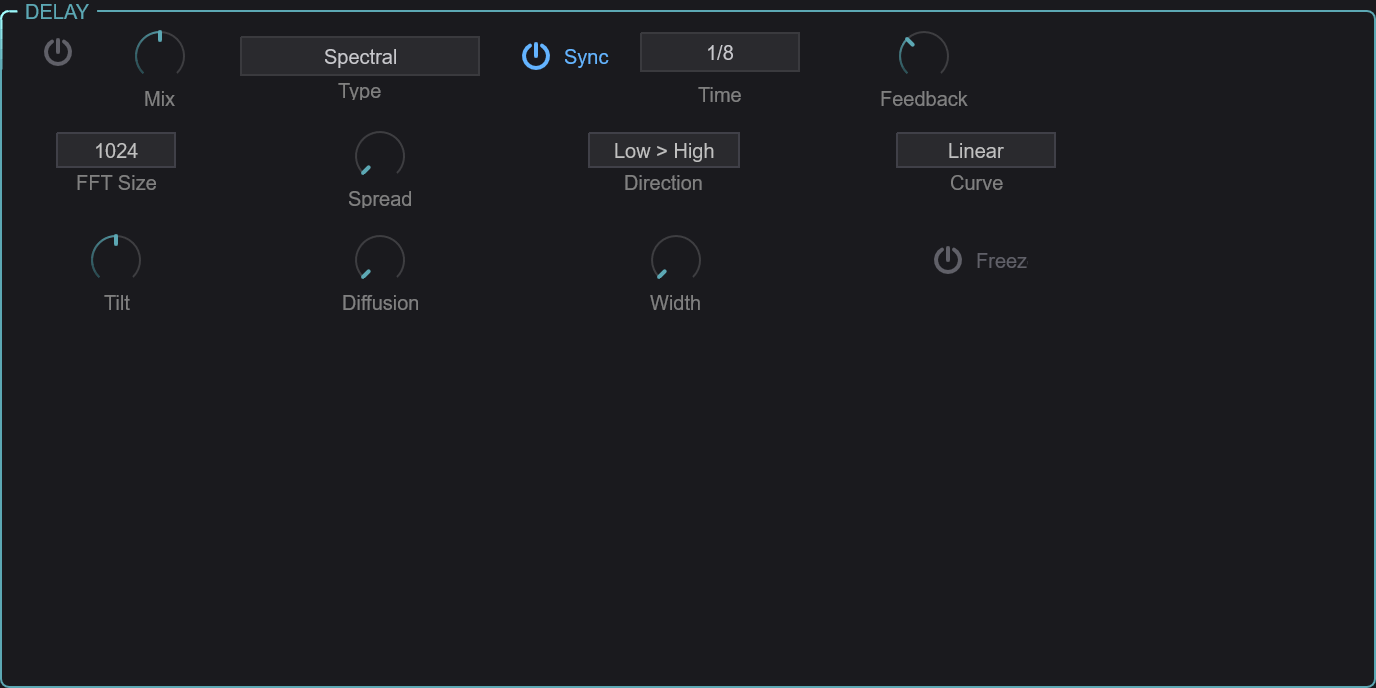 DELAY
Mix
Spectral
Type
Sync
1/8
Time
Feedback
1024
FFT Size
Spread
Low > High
Direction
Linear
Curve
Tilt
Diffusion
Width
Freez